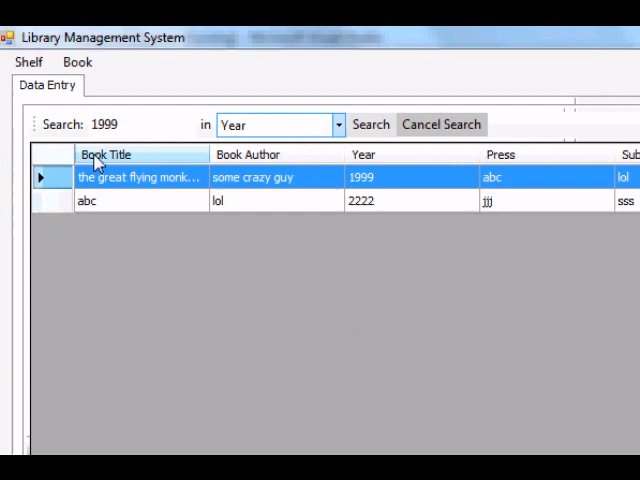 Library Management System
Shelf Book
Data Entry
Search: 1999 in Year Search Cancel Search
Book Title Book Author Year Press Sub
the great flying monk... some crazy guy 1999 abc lol
abc lol 2222 jjj sss